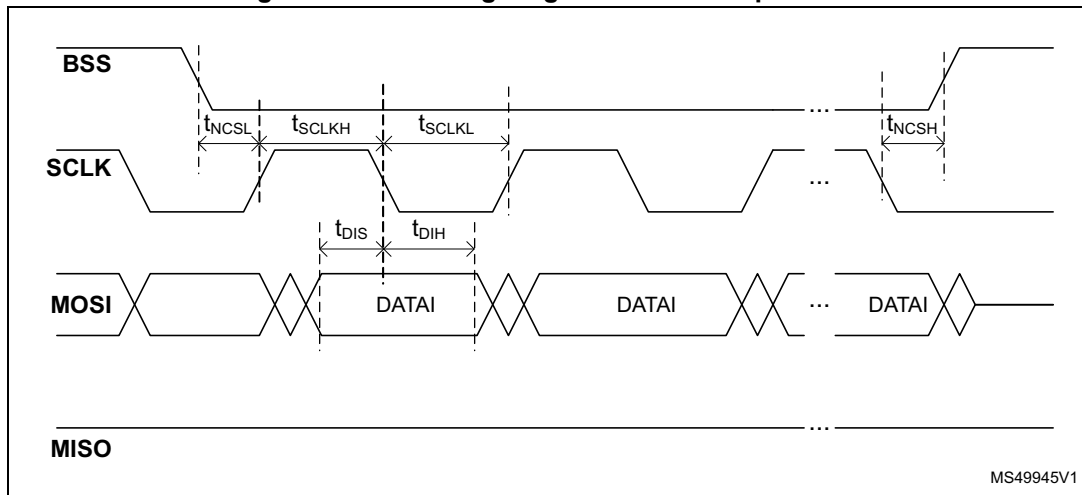 BSS
tNCSL
tSCLKH
tSCLKL
...
tNCSH
SCLK
...
tDIS
tDIH
MOSI
DATAI
DATAI
...
DATAI
...
MISO
MS49945V1